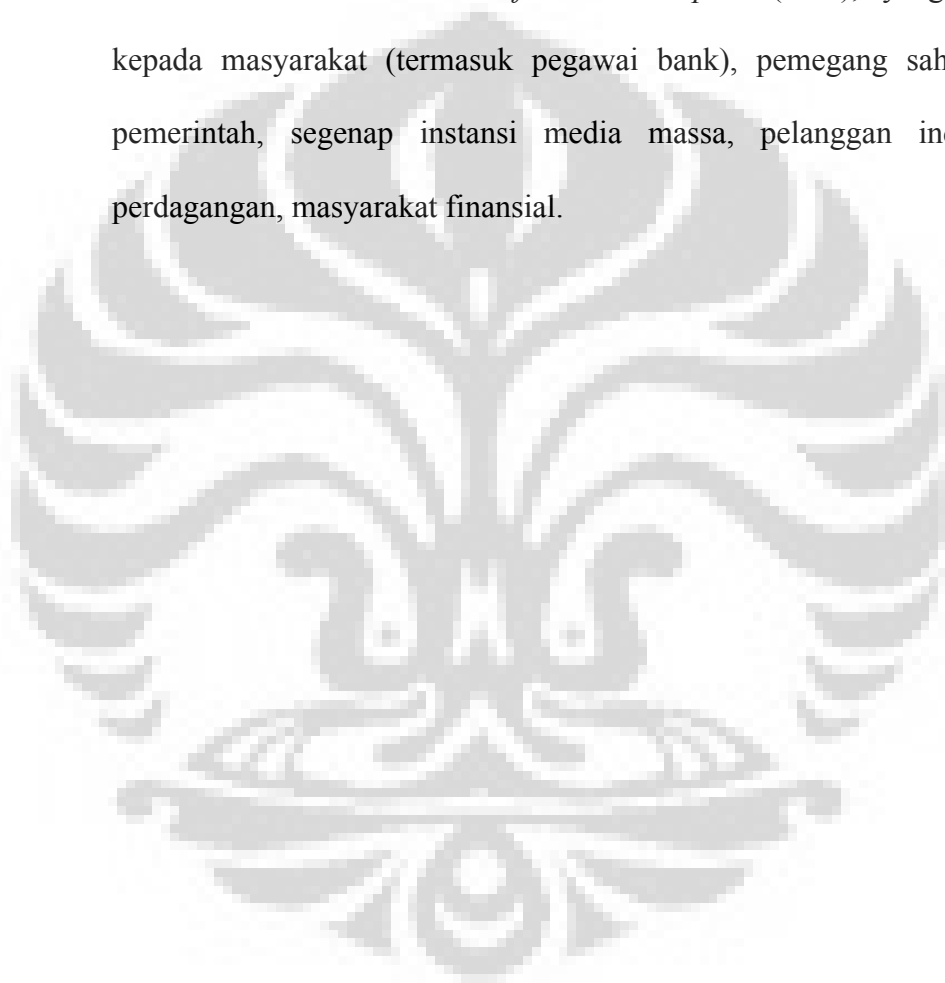 kepada masyarakat (termasuk pegawai bank), pemegang
pemerintah, segenap instansi media massa, pelanggan
perdagangan, masyarakat finansial.